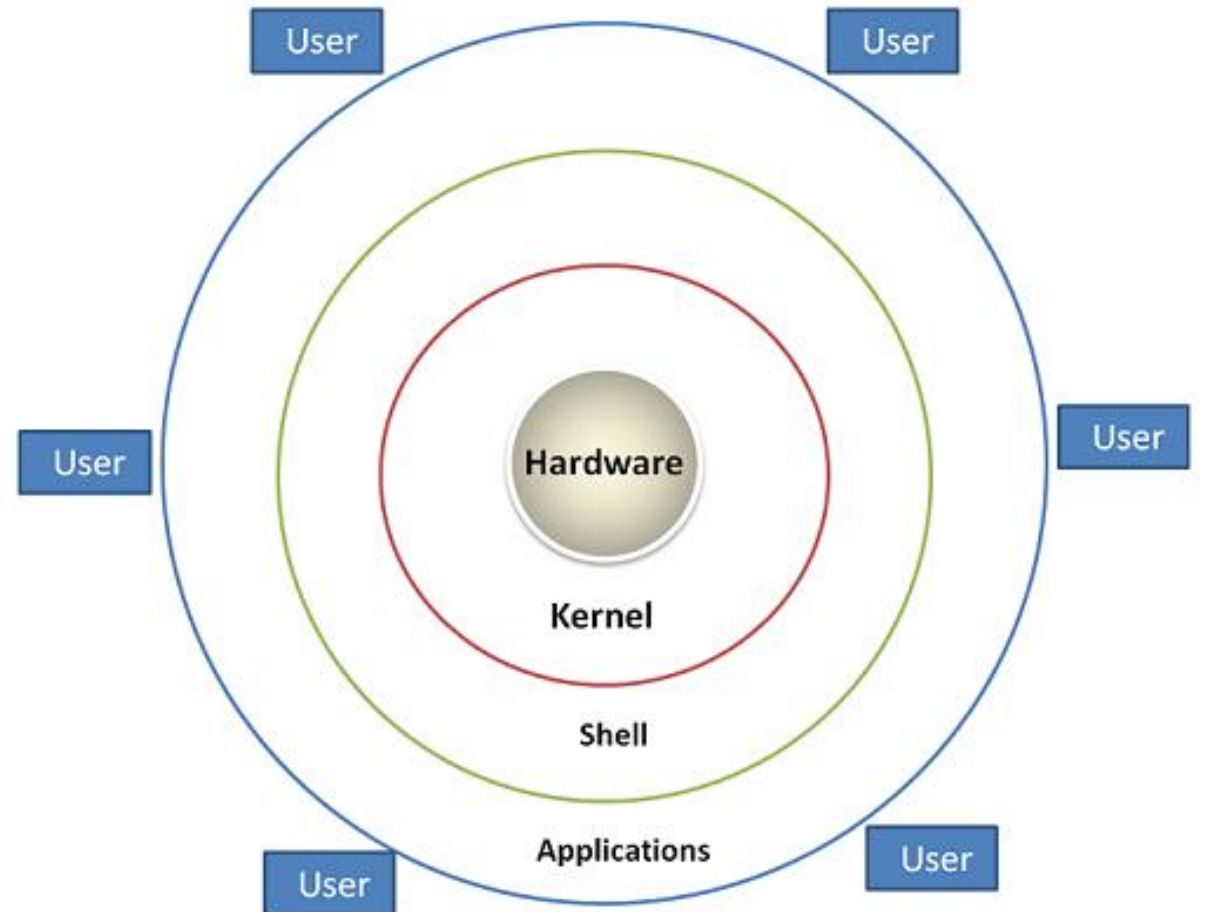 User
User
User
User
Hardware
Kernel
Shell
Applications
User
User